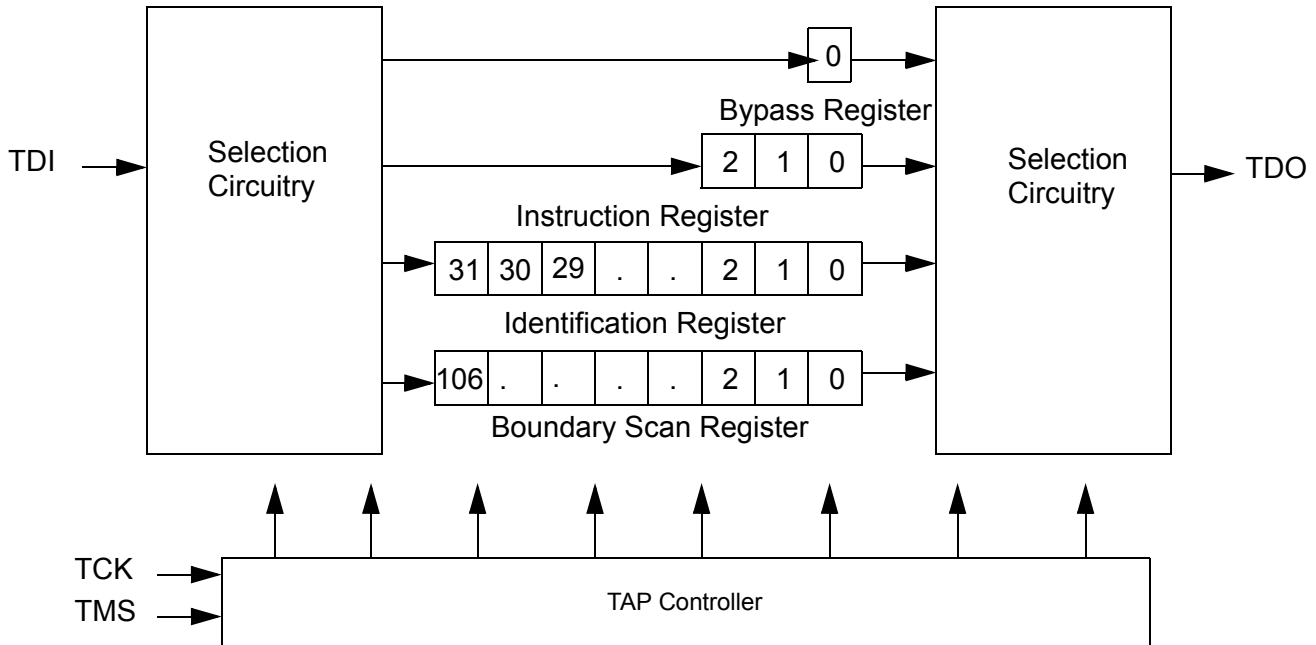 0
Bypass Register
TDI
Selection
Circuitry
2 1 0
Selection
Circuitry
TDO
Instruction Register
31 30 29 . . 2 1 0
Identification Register
106 . . . . 2 1 0
Boundary Scan Register
TCK
TMS
TAP Controller